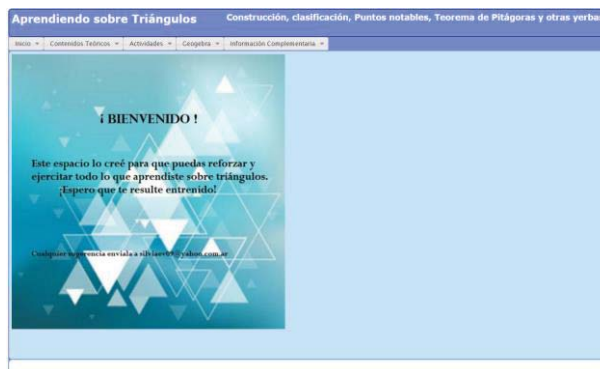 Aprendiendo sobre Triángulos Construcción, clasificación, Puntos notables, Teorema de Pitágoras y otras yerba
Inicio Contenidos Teóricos Actividades Geogebra Información Complementaria
¡ BIENVENIDO !
Este espacio lo creé para que puedas reforzar y
ejercitar todo lo que aprendiste sobre triángulos.
¡Espero que te resulte entrenido!
Cualquier sugerencia enviala a